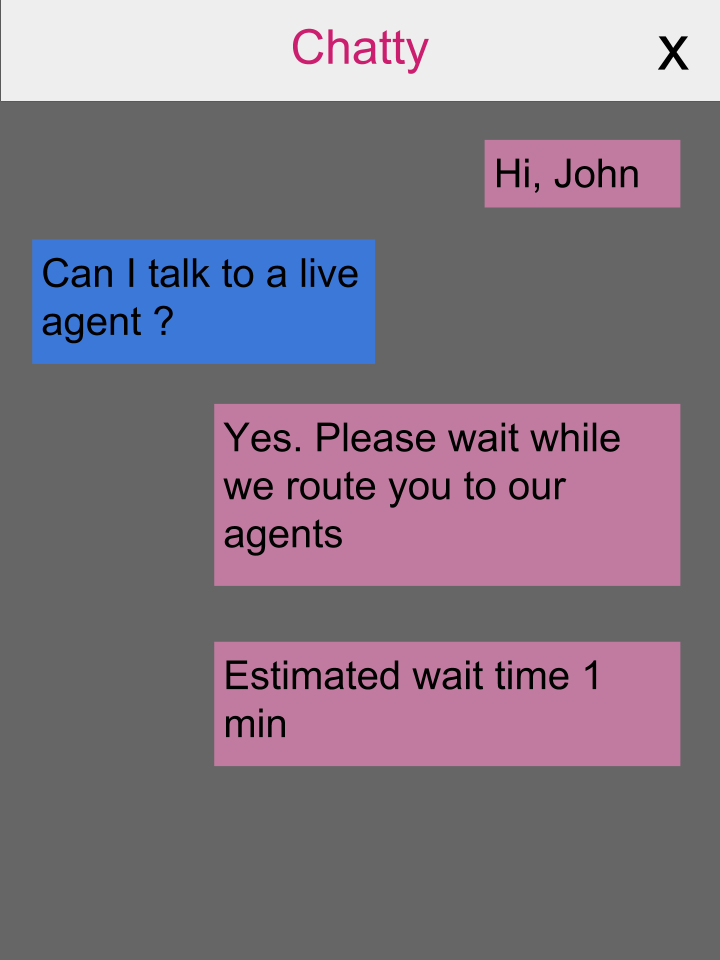 Chatty
X
Hi, John
Can I talk to a live
agent ?
Yes. Please wait while
we route you to our
agents
Estimated wait time 1
min